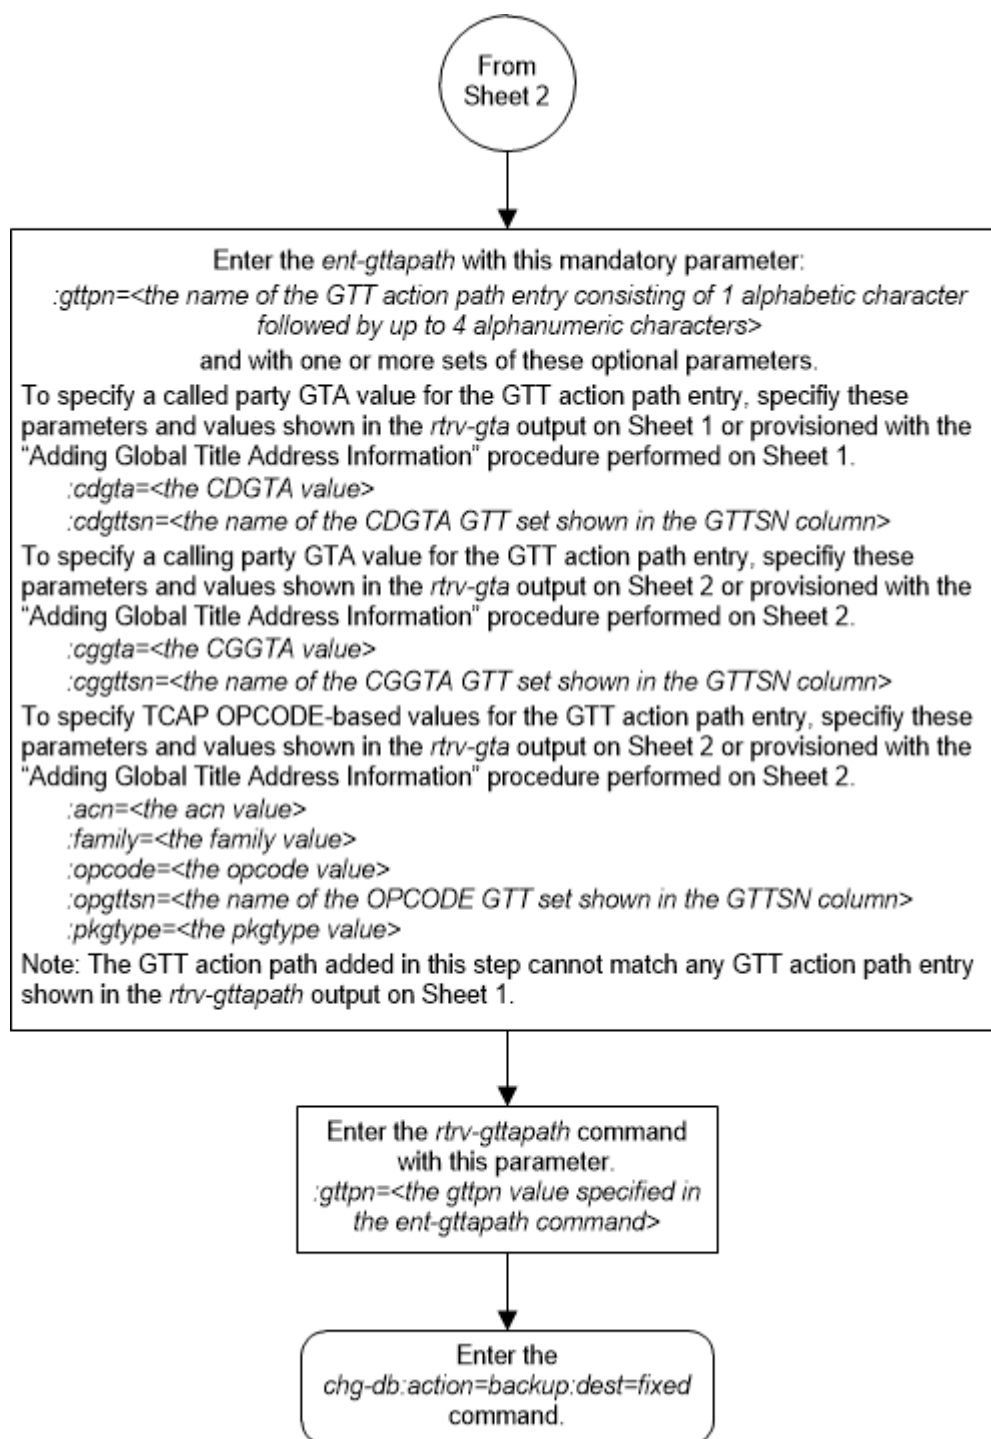 From
Sheet 2
Enter the ent-gttapath with this mandatory parameter:
:gttpn=<the name of the GTT action path entry consisting of 1 alphabetic character
followed by up to 4 alphanumeric characters>
and with one or more sets of these optional parameters.
To specify a called party GTA value for the GTT action path entry, specifiy these
parameters and values shown in the rtrv-gta output on Sheet 1 or provisioned with the
“Adding Global Title Address Information” procedure performed on Sheet 1.
:cdgta=<the CDGTA value>
:cdgttsn=<the name of the CDGTA GTT set shown in the GTTSN column>
To specify a calling party GTA value for the GTT action path entry, specifiy these
parameters and values shown in the rtrv-gta output on Sheet 2 or provisioned with the
“Adding Global Title Address Information” procedure performed on Sheet 2.
:cggta=<the CGGTA value>
:cggttsn=<the name of the CGGTA GTT set shown in the GTTSN column>
To specify TCAP OPCODE-based values for the GTT action path entry, specifiy these
parameters and values shown in the rtrv-gta output on Sheet 2 or provisioned with the
“Adding Global Title Address Information” procedure performed on Sheet 2.
:acn=<the acn value>
:family=<the family value>
:opcode=<the opcode value>
:opgttsn=<the name of the OPCODE GTT set shown in the GTTSN column>
:pkgtype=<the pkgtype value>
Note: The GTT action path added in this step cannot match any GTT action path entry
shown in the rtrv-gttapath output on Sheet 1.
Enter the rtrv-gttapath command
with this parameter.
:gttpn=<the gttpn value specified in
the ent-gttapath command>
Enter the
chg-db:action=backup:dest=fixed
command.